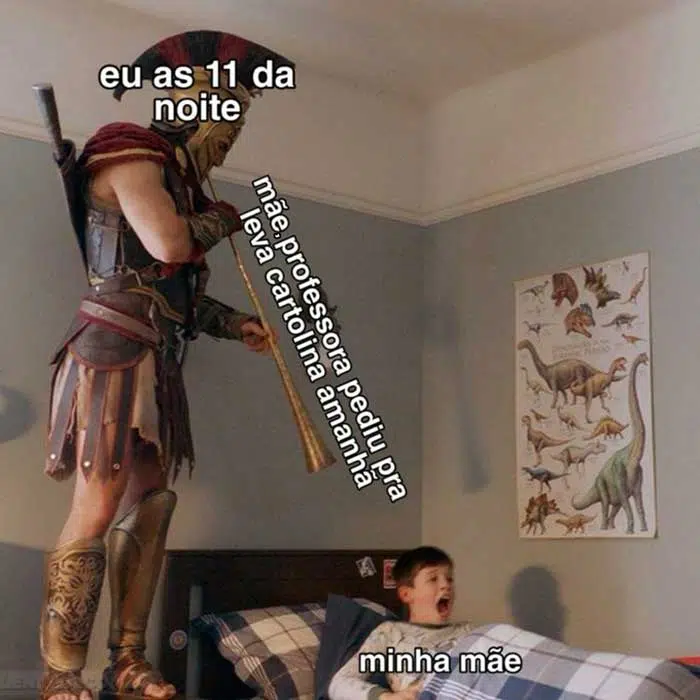 eu as 11 da
noite
mãe,professora pediu pra
leva cartolina amanhã
minha mãe